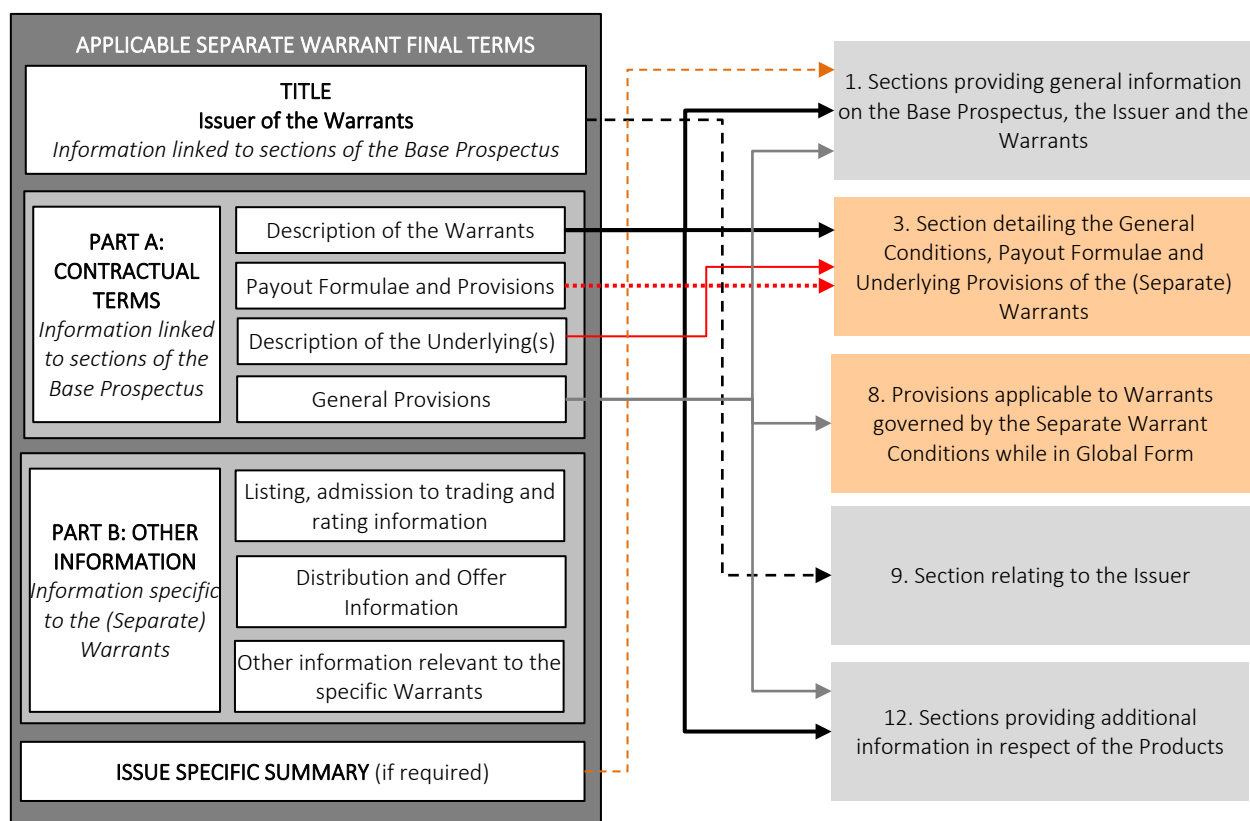 APPLICABLE SEPARATE WARRANT FINAL TERMS
TITLE
Issuer of the Warrants
Information linked to sections of the Base Prospectus
PART A:
CONTRACTUAL
TERMS
Information linked
to sections of the
Base Prospectus
Description of the Warrants
Payout Formulae and Provisions
Description of the Underlying(s)
General Provisions
PART B: OTHER
INFORMATION
Information specific
to the (Separate)
Warrants
Listing, admission to trading and
rating information
Distribution and Offer
Information
Other information relevant to the
specific Warrants
ISSUE SPECIFIC SUMMARY (if required)
1. Sections providing general information
on the Base Prospectus, the Issuer and the
Warrants
3. Section detailing the General
Conditions, Payout Formulae and
Underlying Provisions of the (Separate)
Warrants
8. Provisions applicable to Warrants
governed by the Separate Warrant
Conditions while in Global Form
9. Section relating to the Issuer
12. Sections providing additional
information in respect of the Products